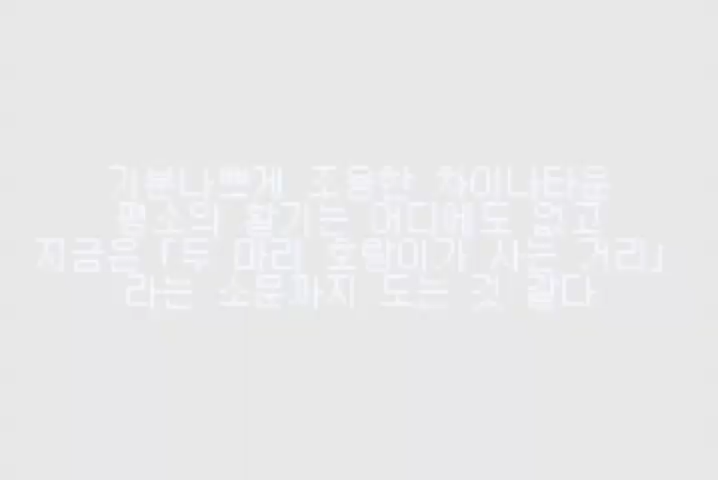 기분나쁘게 조용한 차이나타운
평소의 활기는 어디에도 없고
지금은 「두 마리 호랑이가 사는 거리」
라는 소문까지 도는 것 같다